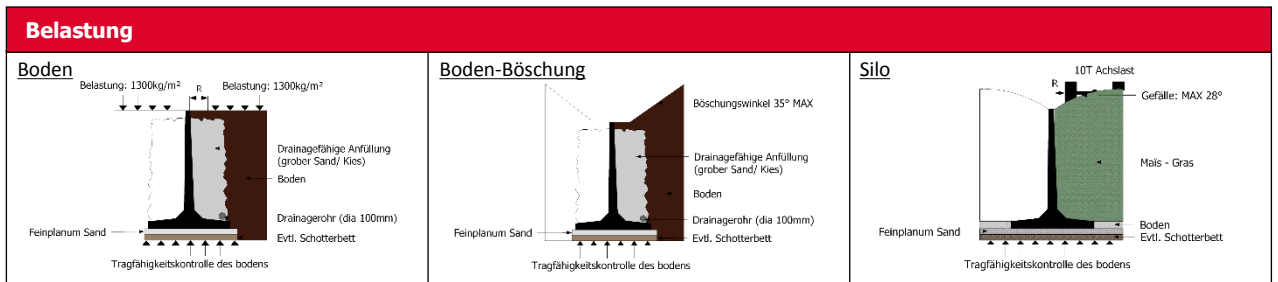 Belastung
Boden
Belastung: 1300kg/m²
R
Belastung: 1300kg/m²
Drainagefähige Anfüllung
(grober Sand/ Kies)
Boden
Drainagerohr (dia 100mm)
Feinplanum Sand
Evtl. Schotterbett
Tragfähigkeitskontrolle des bodens
Boden-Böschung
Böschungswinkel 35° MAX
Drainagefähige Anfüllung
(grober Sand/ Kies)
Boden
Drainagerohr (dia 100mm)
Feinplanum Sand
Evtl. Schotterbett
Tragfähigkeitskontrolle des bodens
Silo
10T Achslast
R
Gefälle: MAX 28°
Maïs - Gras
Feinplanum Sand
Boden
Evtl. Schotterbett
Tragfähigkeitskontrolle des bodens